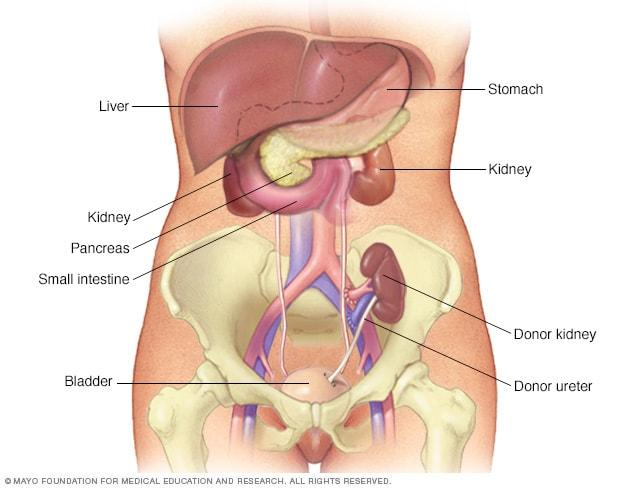 Liver
Stomach
Kidney
Kidney
Pancreas
Small intestine
Donor kidney
Bladder
Donor ureter
© MAYO FOUNDATION FOR MEDICAL EDUCATION AND RESEARCH. ALL RIGHTS RESERVED.